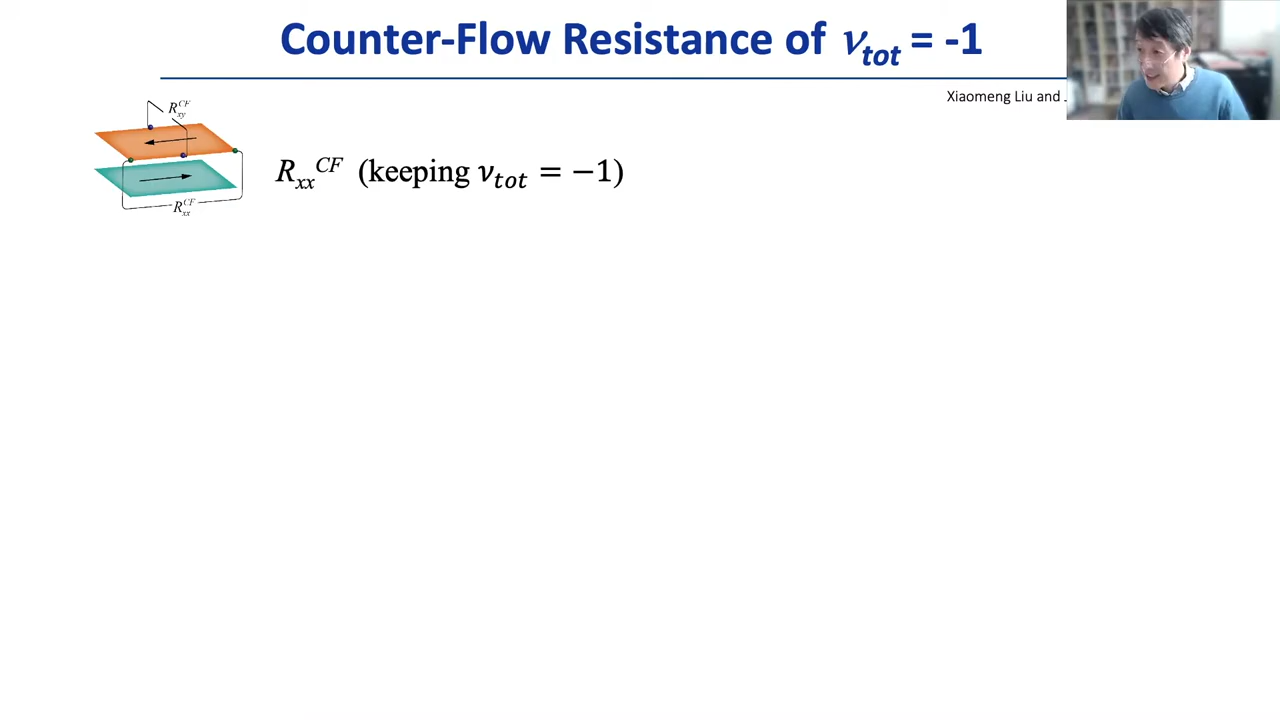 Counter-Flow Resistance of 𝜈tot = -1
Xiaomeng Liu and
RxyCF
RxxCF (keeping νtot = −1)
RxxCF